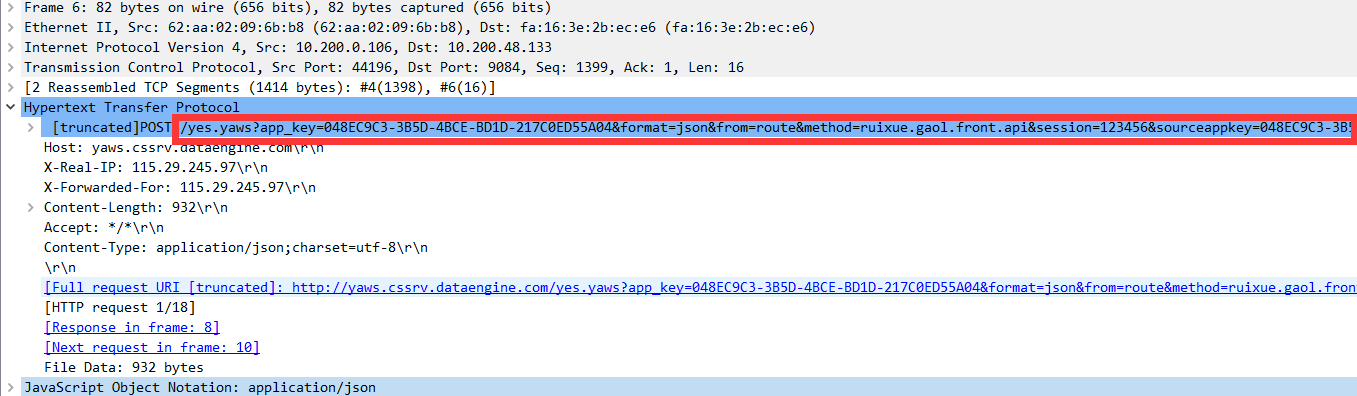 Frame 6: 82 bytes on wire (656 bits), 82 bytes captured (656 bits)
Ethernet II, Src: 62:aa:02:09:6b:b8 (62:aa:02:09:6b:b8), Dst: fa:16:3e:2b:ec:e6 (fa:16:3e:2b:ec:e6)
Internet Protocol Version 4, Src: 10.200.0.106, Dst: 10.200.48.133
Transmission Control Protocol, Src Port: 44196, Dst Port: 9084, Seq: 1399, Ack: 1, Len: 16
[2 Reassembled TCP Segments (1414 bytes): #4(1398), #6(16)]
Hypertext Transfer Protocol
[truncated]POST /yes.yaws?app_key=048EC9C3-3B5D-4BCE-BD1D-217C0ED55A04&format=json&from=route&method=ruixue.gaol.front.api&session=123456&sourceappkey=048EC9C3-3B5
Host: yaws.cssrv.dataengine.com\r\n
X-Real-IP: 115.29.245.97\r\n
X-Forwarded-For: 115.29.245.97\r\n
Content-Length: 932\r\n
Accept: */*\r\n
Content-Type: application/json;charset=utf-8\r\n
\r\n
[Full request URI [truncated]: http://yaws.cssrv.dataengine.com/yes.yaws?app_key=048EC9C3-3B5D-4BCE-BD1D-217C0ED55A04&format=json&from=route&method=ruixue.gaol.front
[HTTP request 1/18]
[Response in frame: 8]
[Next request in frame: 10]
File Data: 932 bytes
JavaScript Object Notation: application/json